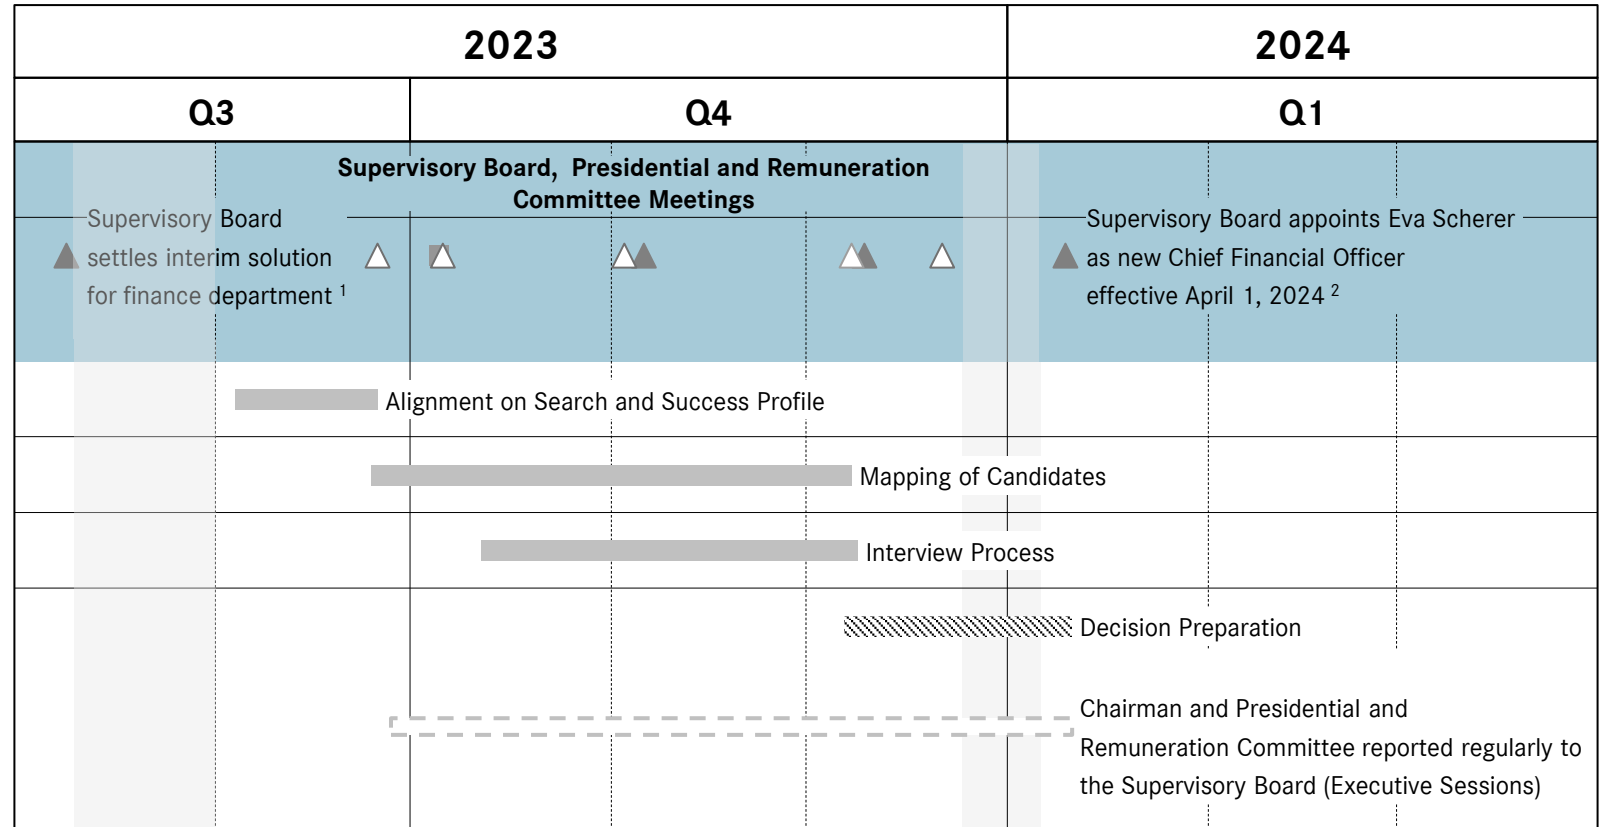 2023
2024
Q3
Q4
Q1
Supervisory Board, Presidential and Remuneration
Committee Meetings
Supervisory Board
settles interim solution
for finance department 1
Supervisory Board appoints Eva Scherer
as new Chief Financial Officer
effective April 1, 2024 2
Alignment on Search and Success Profile
Mapping of Candidates
Interview Process
Decision Preparation
Chairman and Presidential and
Remuneration Committee reported regularly to
the Supervisory Board (Executive Sessions)